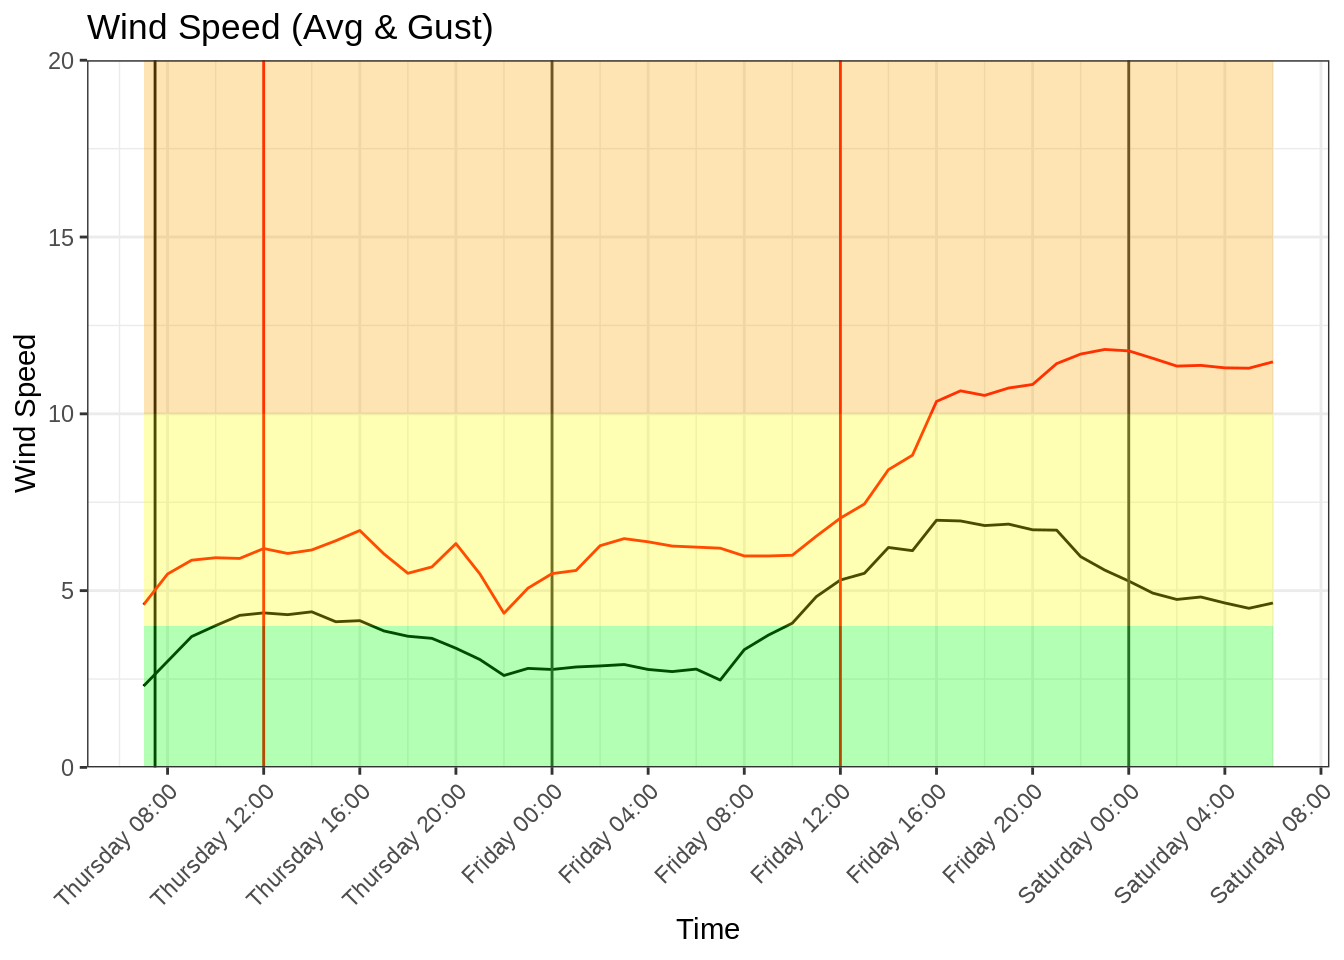 Wind Speed (Avg & Gust)
20
15
10
5
0
Wind Speed
Thursday 08:00
Thursday 12:00
Thursday 16:00
Thursday 20:00
Friday 00:00
Friday 04:00
Friday 08:00
Friday 12:00
Friday 16:00
Friday 20:00
Saturday 00:00
Saturday 04:00
Saturday 08:00
Time